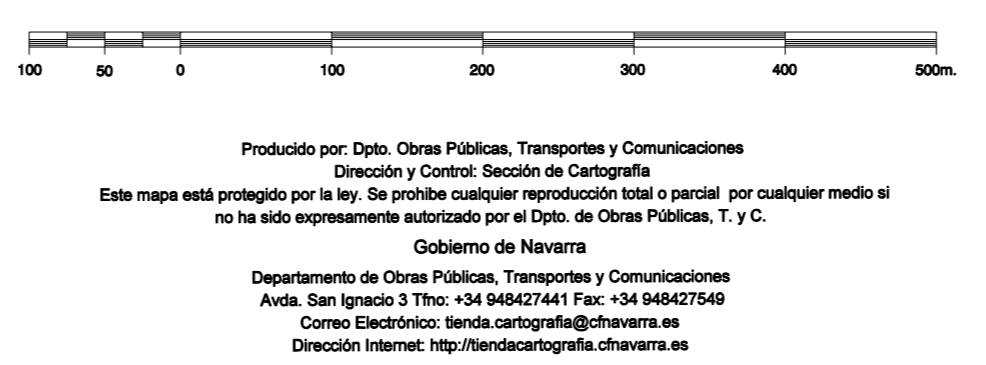 100 50 0 100 200 300 400 500m.
Producido por: Dpto. Obras Públicas, Transportes y Comunicaciones
Dirección y Control: Sección de Cartografía
Este mapa está protegido por la ley. Se prohibe cualquier reproducción total o parcial por cualquier medio si
no ha sido expresamente autorizado por el Dpto. de Obras Públicas, T. y C.
Gobierno de Navarra
Departamento de Obras Públicas, Transportes y Comunicaciones
Avda. San Ignacio 3 Tfno: +34 948427441 Fax: +34 948427549
Correo Electrónico: tienda.cartografia@cfnavarra.es
Dirección Internet: http://tiendacartografia.cfnavarra.es